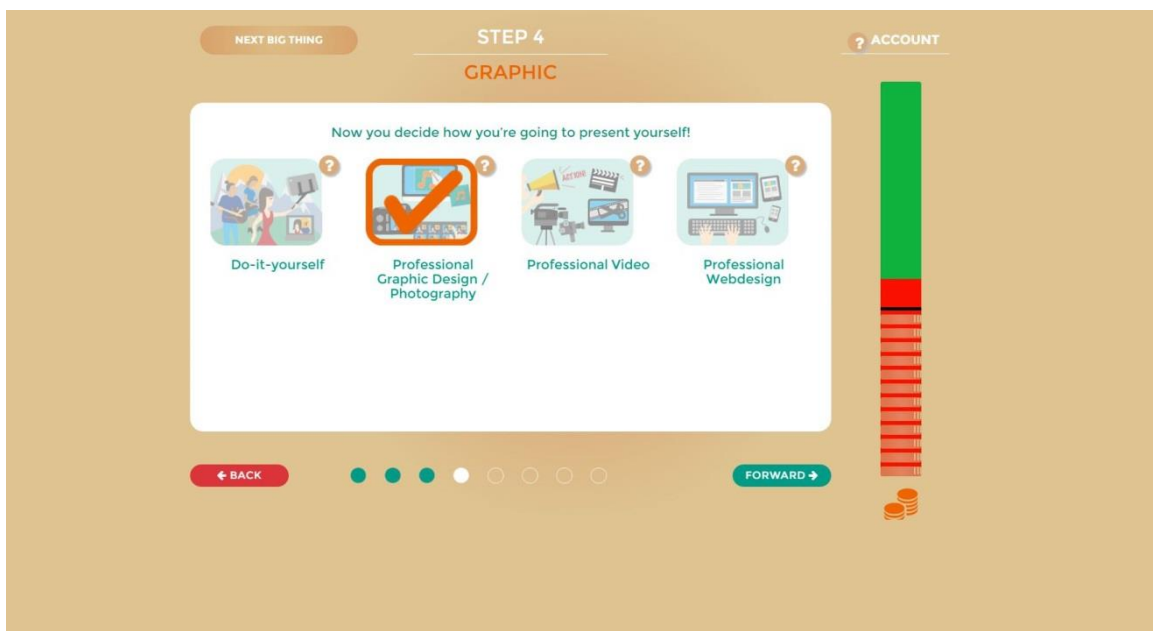 NEXT BIG THING
STEP 4
? ACCOUNT
GRAPHIC
Now you decide how you're going to present yourself!
?
?
?
?
ACTION!
Do-it-yourself
Professional
Graphic Design /
Photography
Professional Video
Professional
Webdesign
← BACK
FORWARD →